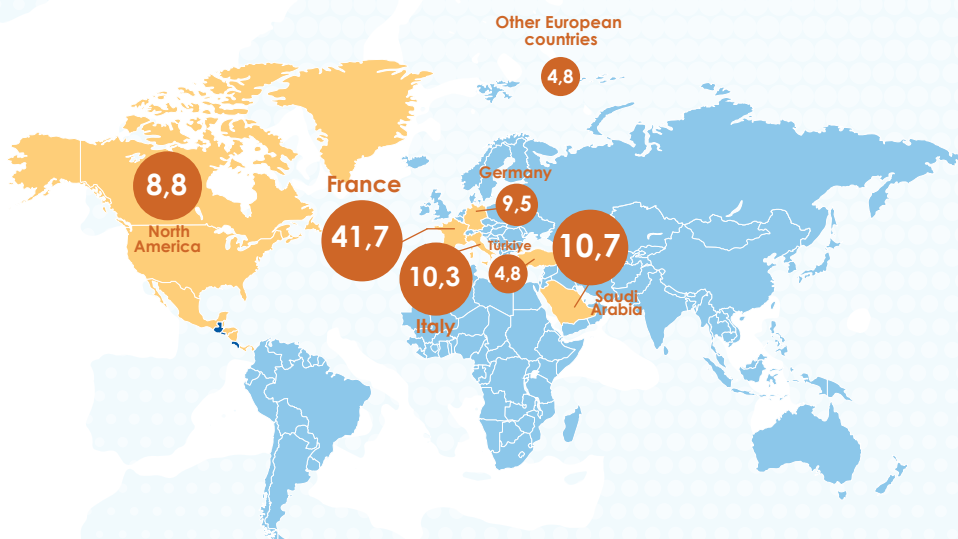 Other European
countries
4,8
8,8
North
America
France
41,7
Germany
9,5
10,3
Italy
Türkiye
4,8
10,7
Saudi
Arabia